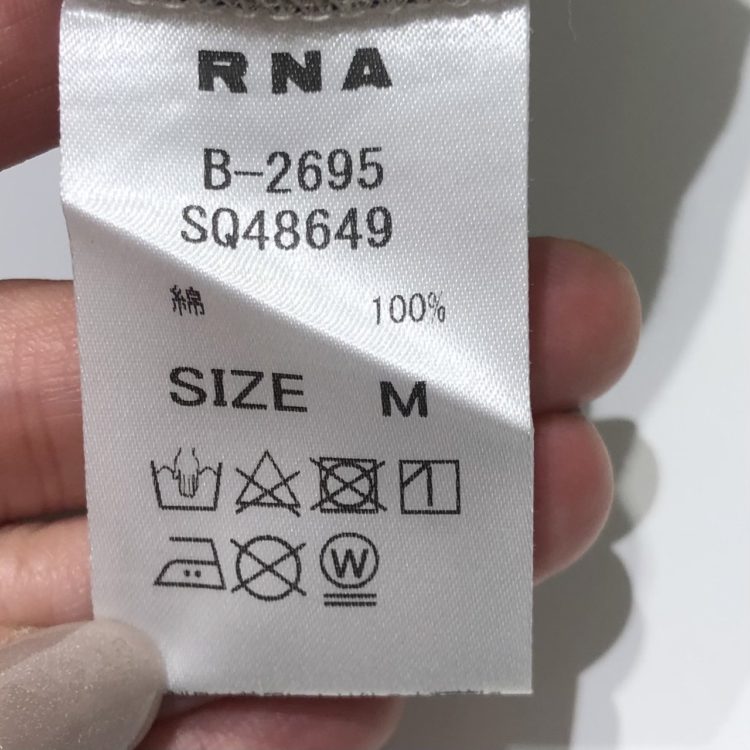 RNA
B-2695
SQ48649
綿 100%
SIZE M
W